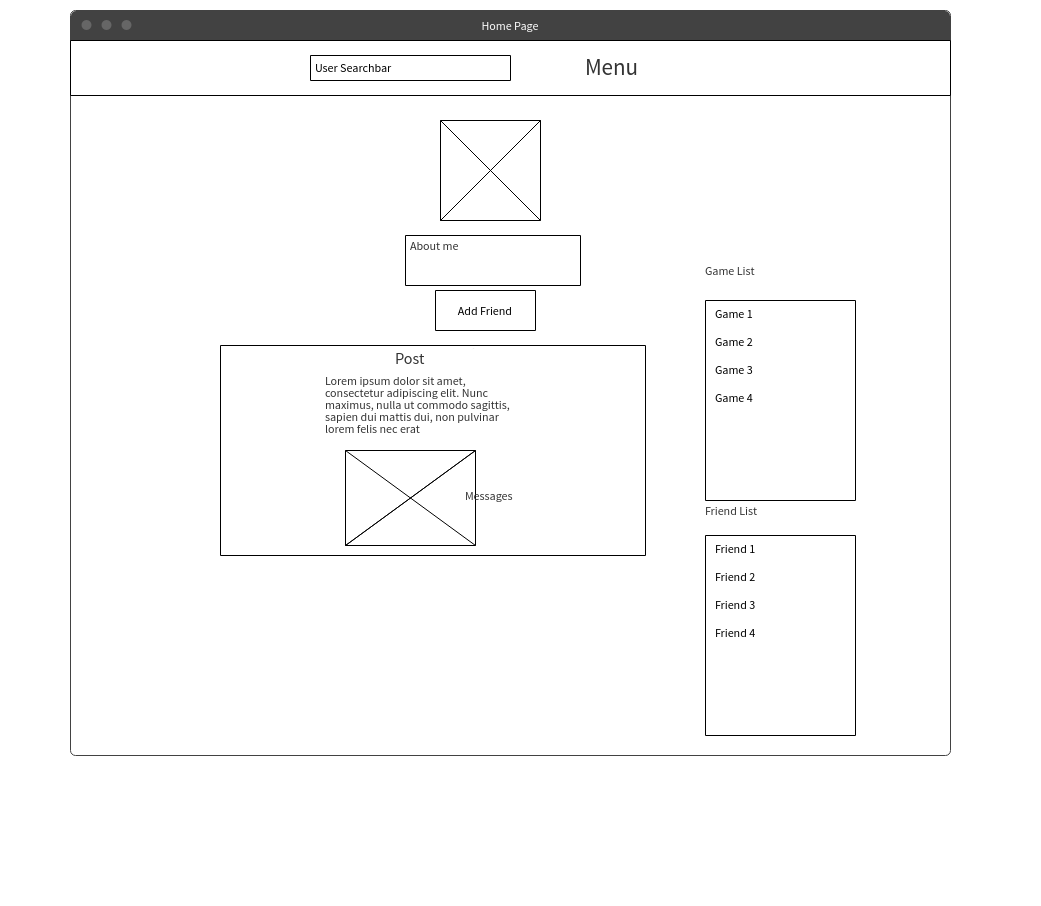 Home Page
User Searchbar
Menu
About me
Add Friend
Post
Lorem ipsum dolor sit amet,
consectetur adipiscing elit. Nunc
maximus, nulla ut commodo sagittis,
sapien dui mattis dui, non pulvinar
lorem felis nec erat
Messages
Game List
Game 1
Game 2
Game 3
Game 4
Friend List
Friend 1
Friend 2
Friend 3
Friend 4